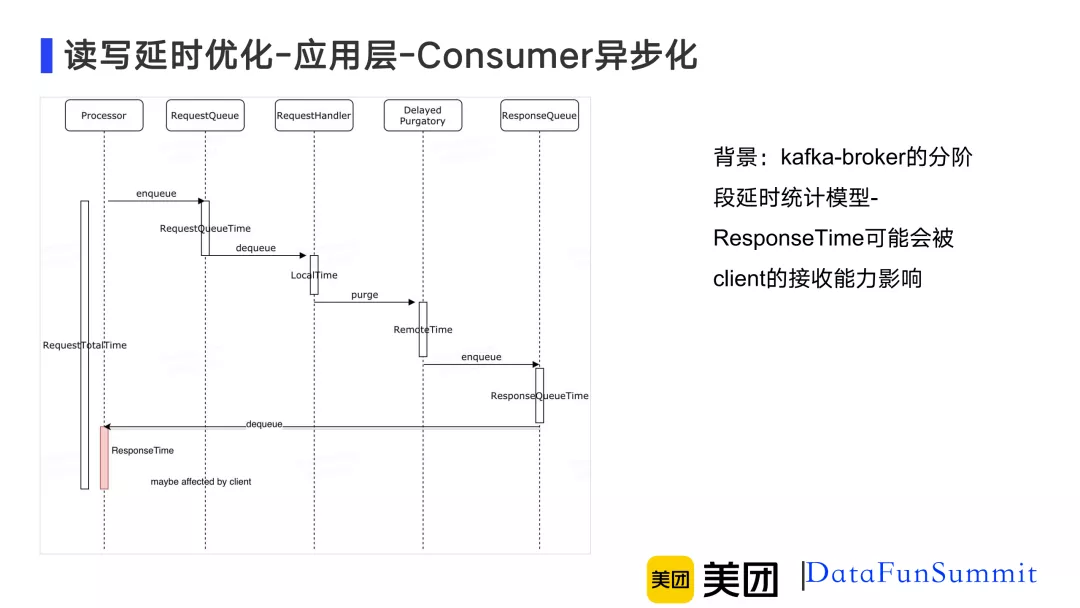 读写延时优化-应用层-Consumer异步化
Processor
RequestQueue
RequestHandler
Delayed
Purgatory
ResponseQueue
enqueue
RequestQueueTime
dequeue
LocalTime
purge
RemoteTime
RequestTotalTime
enqueue
ResponseQueueTime
dequeue
ResponseTime
maybe affected by client
背景：kafka-broker的分阶
段延时统计模型-
ResponseTime可能会被
client的接收能力影响
美团 美团 |DataFunSummit